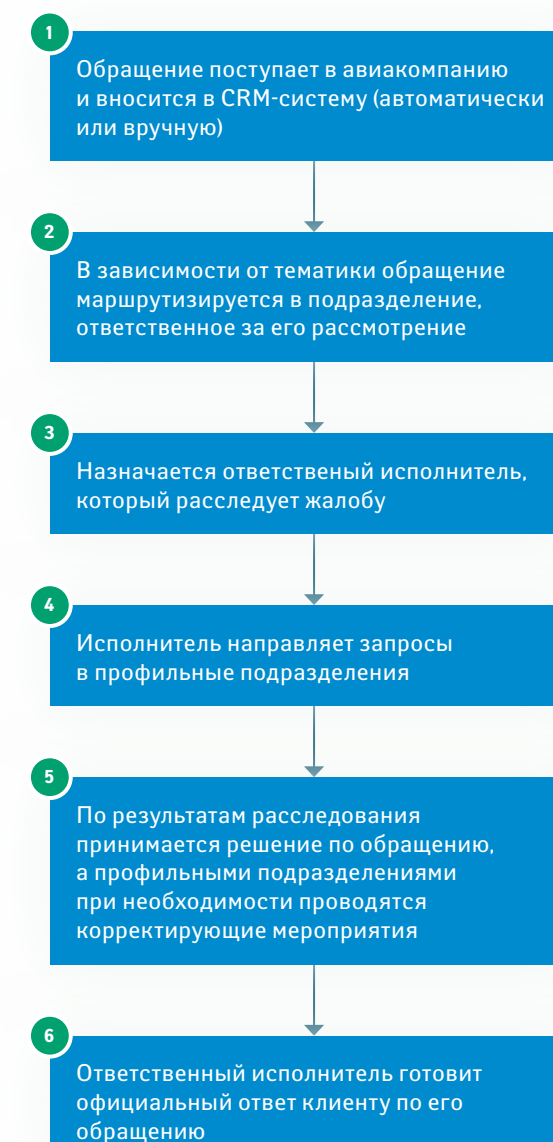 1
Обращение поступает в авиакомпанию
и вносится в CRM-систему (автоматически
или вручную)
2
В зависимости от тематики обращение
маршрутизируется в подразделение,
ответственное за его рассмотрение
3
Назначается ответственый исполнитель,
который расследует жалобу
4
Исполнитель направляет запросы
в профильные подразделения
5
По результатам расследования
принимается решение по обращению,
а профильными подразделениями
при необходимости проводятся
корректирующие мероприятия
6
Ответственный исполнитель готовит
официальный ответ клиенту по его
обращению